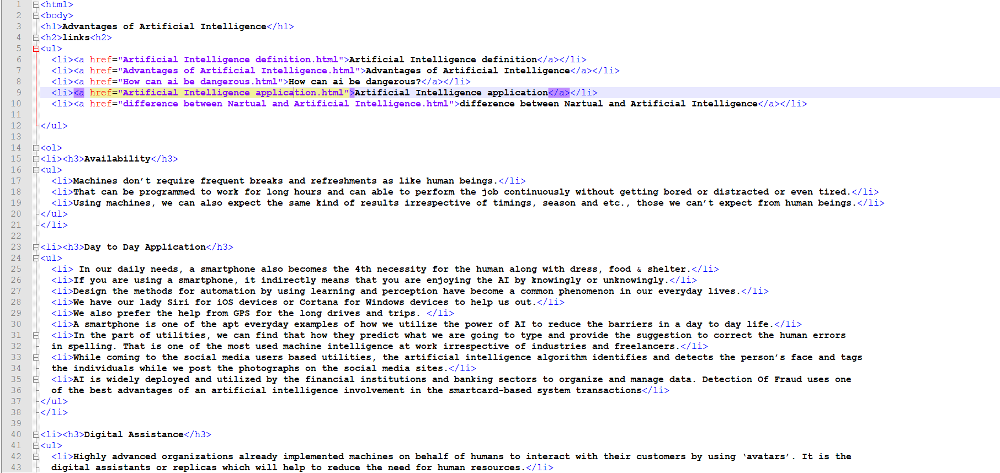 1 <html>
2 <body>
3 <h1>Advantages of Artificial Intelligence</h1>
4 <h2>links<h2>
5 <ul>
6 <li><a href="Artificial Intelligence definition.html">Artificial Intelligence definition</a></li>
7 <li><a href="Advantages of Artificial Intelligence.html">Advantages of Artificial Intelligence</a></li>
8 <li><a href="How can ai be dangerous.html">How can ai be dangerous?</a></li>
9 <li><a href="Artificial Intelligence application.html">Artificial Intelligence application</a></li>
10 <li><a href="difference between Nartual and Artificial Intelligence.html">difference between Nartual and Artificial Intelligence</a></li>
11
12 </ul>
13
14 <ol>
15 <li><h3>Availability</h3>
16 <ul>
17 <li>Machines don’t require frequent breaks and refreshments as like human beings.</li>
18 <li>That can be programmed to work for long hours and can able to perform the job continuously without getting bored or distracted or even tired.</li>
19 <li>Using machines, we can also expect the same kind of results irrespective of timings, season and etc., those we can’t expect from human beings.</li>
20 </ul>
21 </li>
22
23 <li><h3>Day to Day Application</h3>
24 <ul>
25 <li> In our daily needs, a smartphone also becomes the 4th necessity for the human along with dress, food & shelter.</li>
26 <li>If you are using a smartphone, it indirectly means that you are enjoying the AI by knowingly or unknowingly.</li>
27 <li>Design the methods for automation by using learning and perception have become a common phenomenon in our everyday lives.</li>
28 <li>We have our lady Siri for iOS devices or Cortana for Windows devices to help us out.</li>
29 <li>We also prefer the help from GPS for the long drives and trips. </li>
30 <li>A smartphone is one of the apt everyday examples of how we utilize the power of AI to reduce the barriers in a day to day life.</li>
31 <li>In the part of utilities, we can find that how they predict what we are going to type and provide the suggestion to correct the human errors
32 in spelling. That is one of the most used machine intelligence at work irrespective of industries and freelancers.</li>
33 <li>While coming to the social media users based utilities, the artificial intelligence algorithm identifies and detects the person’s face and tags
34 the individuals while we post the photographs on the social media sites.</li>
35 <li>AI is widely deployed and utilized by the financial institutions and banking sectors to organize and manage data. Detection Of Fraud uses one
36 of the best advantages of an artificial intelligence involvement in the smartcard-based system transactions</li>
37 </ul>
38 </li>
39
40 <li><h3>Digital Assistance</h3>
41 <ul>
42 <li>Highly advanced organizations already implemented machines on behalf of humans to interact with their customers by using ‘avatars’. It is the
43 digital assistants or replicas which will help to reduce the need for human resources.</li>